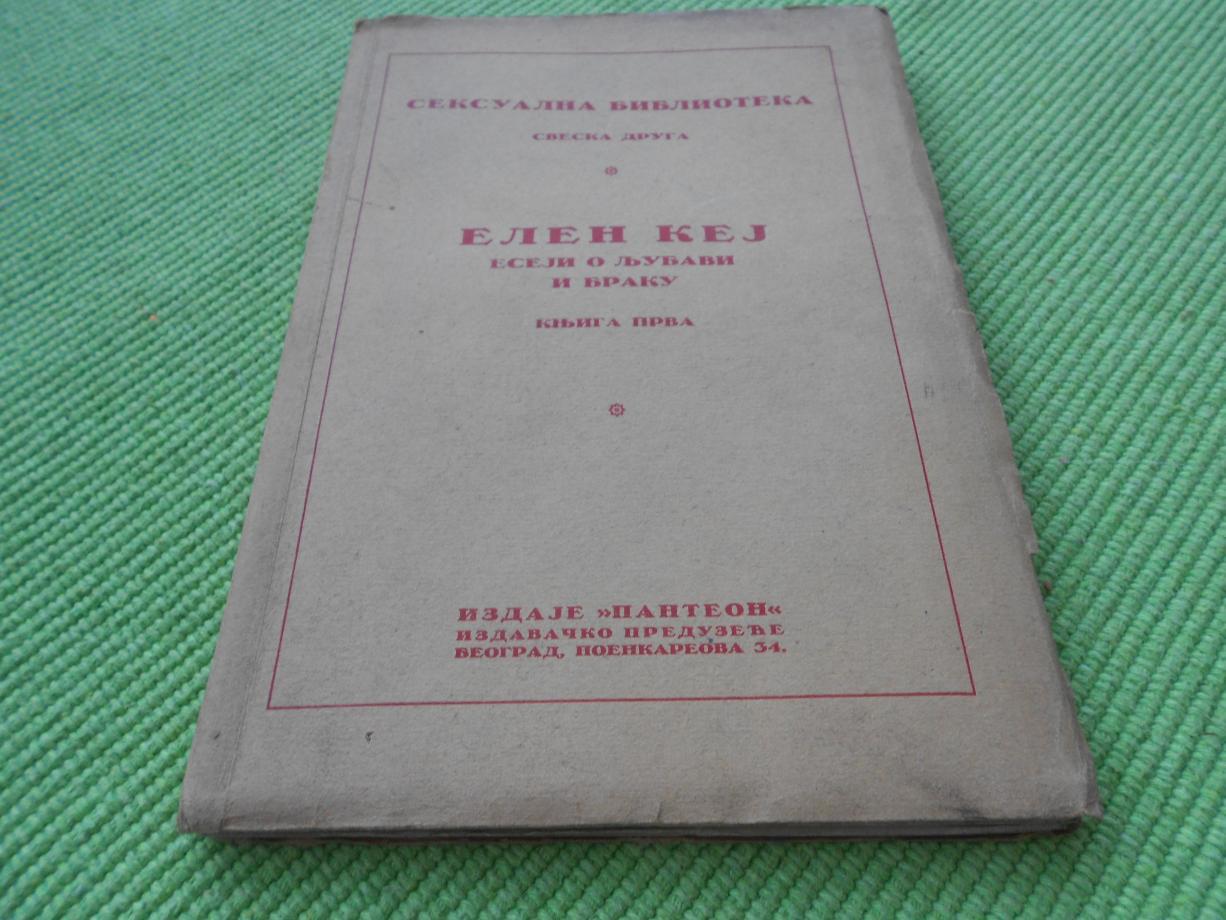 СЕКСУАЛНА БИБЛИОТЕКА
СВЕСКА ДРУГА
ЕЛЕН КЕЈ
ЕСЕЈИ О ЉУБАВИ
И БРАКУ
КЊИГА ПРВА
ИЗДАЈЕ »ПАНТЕОН«
ИЗДАВАЧКО ПРЕДУЗЕЋЕ
БЕОГРАД, ПОЕНКАРЕОВА 34.